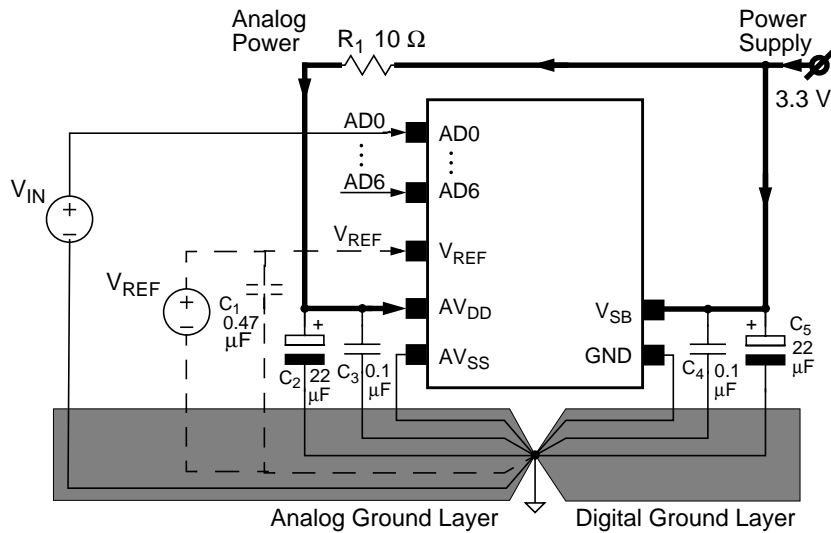 Analog
Power
R1 10 Ω
Power
Supply
3.3 V
AD0
AD0
AD6
AD6
VIN
VREF
VREF
VREF
C1
0.47
μF
AVDD
VSB
AVSS
GND
C2
22
μF
C3
0.1
μF
C4
0.1
μF
C5
22
μF
Analog Ground Layer
Digital Ground Layer